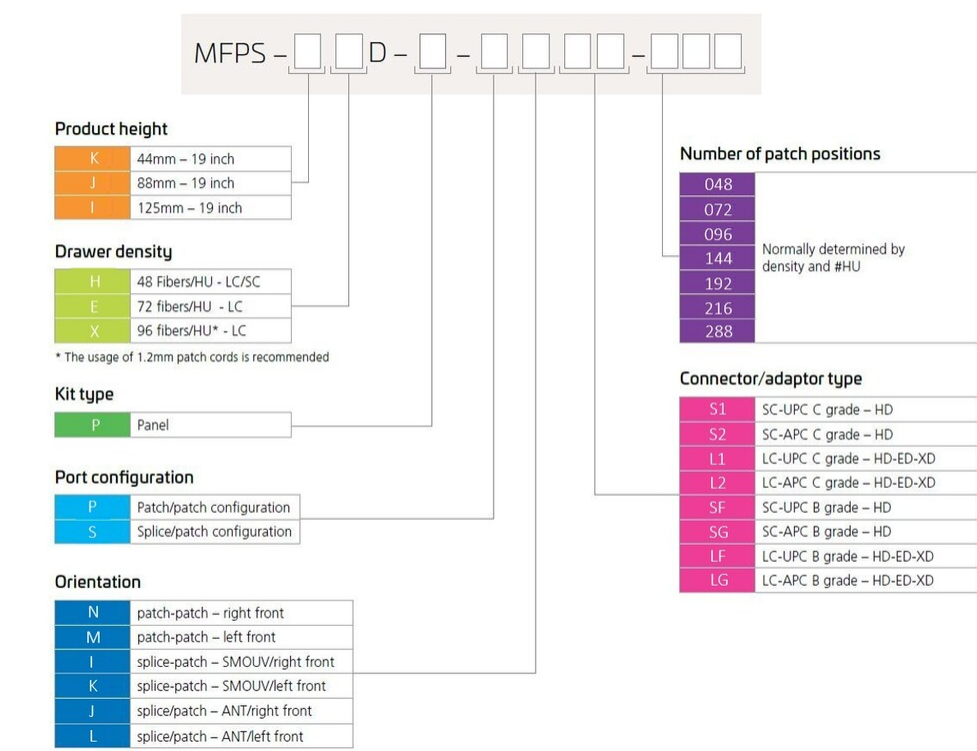 MFPS – D – – –
Product height
K 44mm – 19 inch
J 88mm – 19 inch
I 125mm – 19 inch
Drawer density
H 48 Fibers/HU - LC/SC
E 72 fibers/HU - LC
X 96 fibers/HU* - LC
* The usage of 1.2mm patch cords is recommended
Kit type
P Panel
Port configuration
P Patch/patch configuration
S Splice/patch configuration
Orientation
N patch-patch – right front
M patch-patch – left front
I splice-patch – SMOUV/right front
K splice-patch – SMOUV/left front
J splice/patch – ANT/right front
L splice/patch – ANT/left front
Number of patch positions
048
072
096
144
192
216
288
Normally determined by
density and #HU
Connector/adaptor type
S1 SC-UPC C grade – HD
S2 SC-APC C grade – HD
L1 LC-UPC C grade – HD-ED-XD
L2 LC-APC C grade – HD-ED-XD
SF SC-UPC B grade – HD
SG SC-APC B grade – HD
LF LC-UPC B grade – HD-ED-XD
LG LC-APC B grade – HD-ED-XD